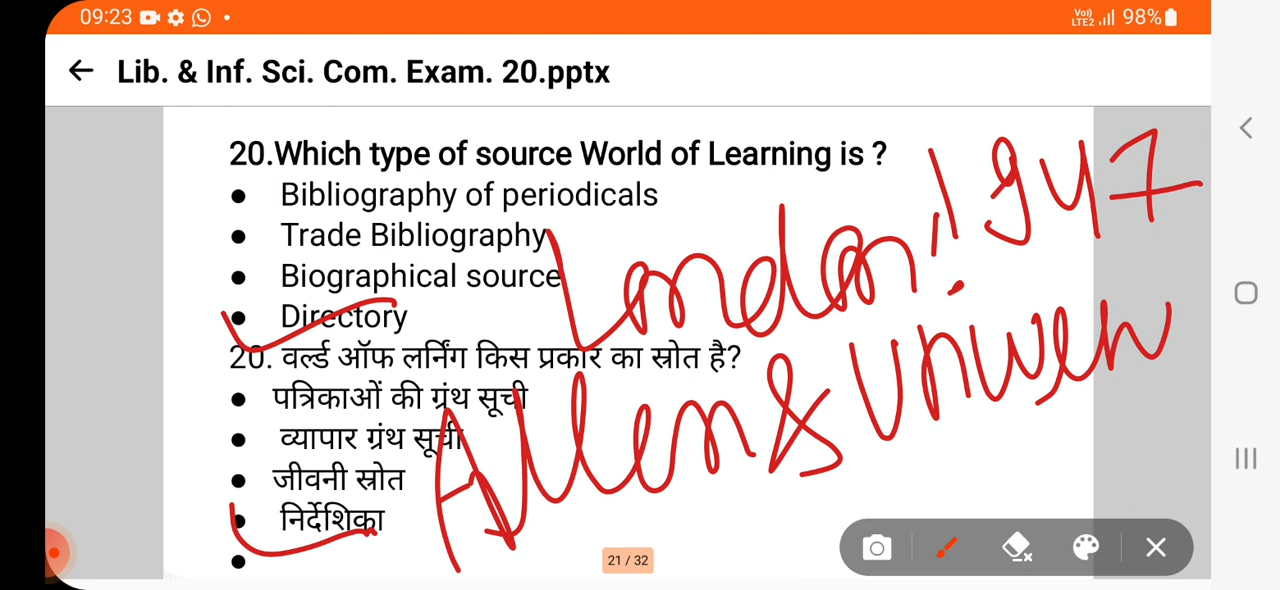 09:23
Vo)) LTE2 98%
Lib. & Inf. Sci. Com. Exam. 20.pptx
20.Which type of source World of Learning is ?
Bibliography of periodicals
Trade Bibliography
Biographical source
Directory
London, 1947
20. वर्ल्ड ऑफ लर्निंग किस प्रकार का स्रोत है?
पत्रिकाओं की ग्रंथ सूची
व्यापार ग्रंथ सूची
जीवनी स्रोत
निर्देशिका
Allen &
21 / 32